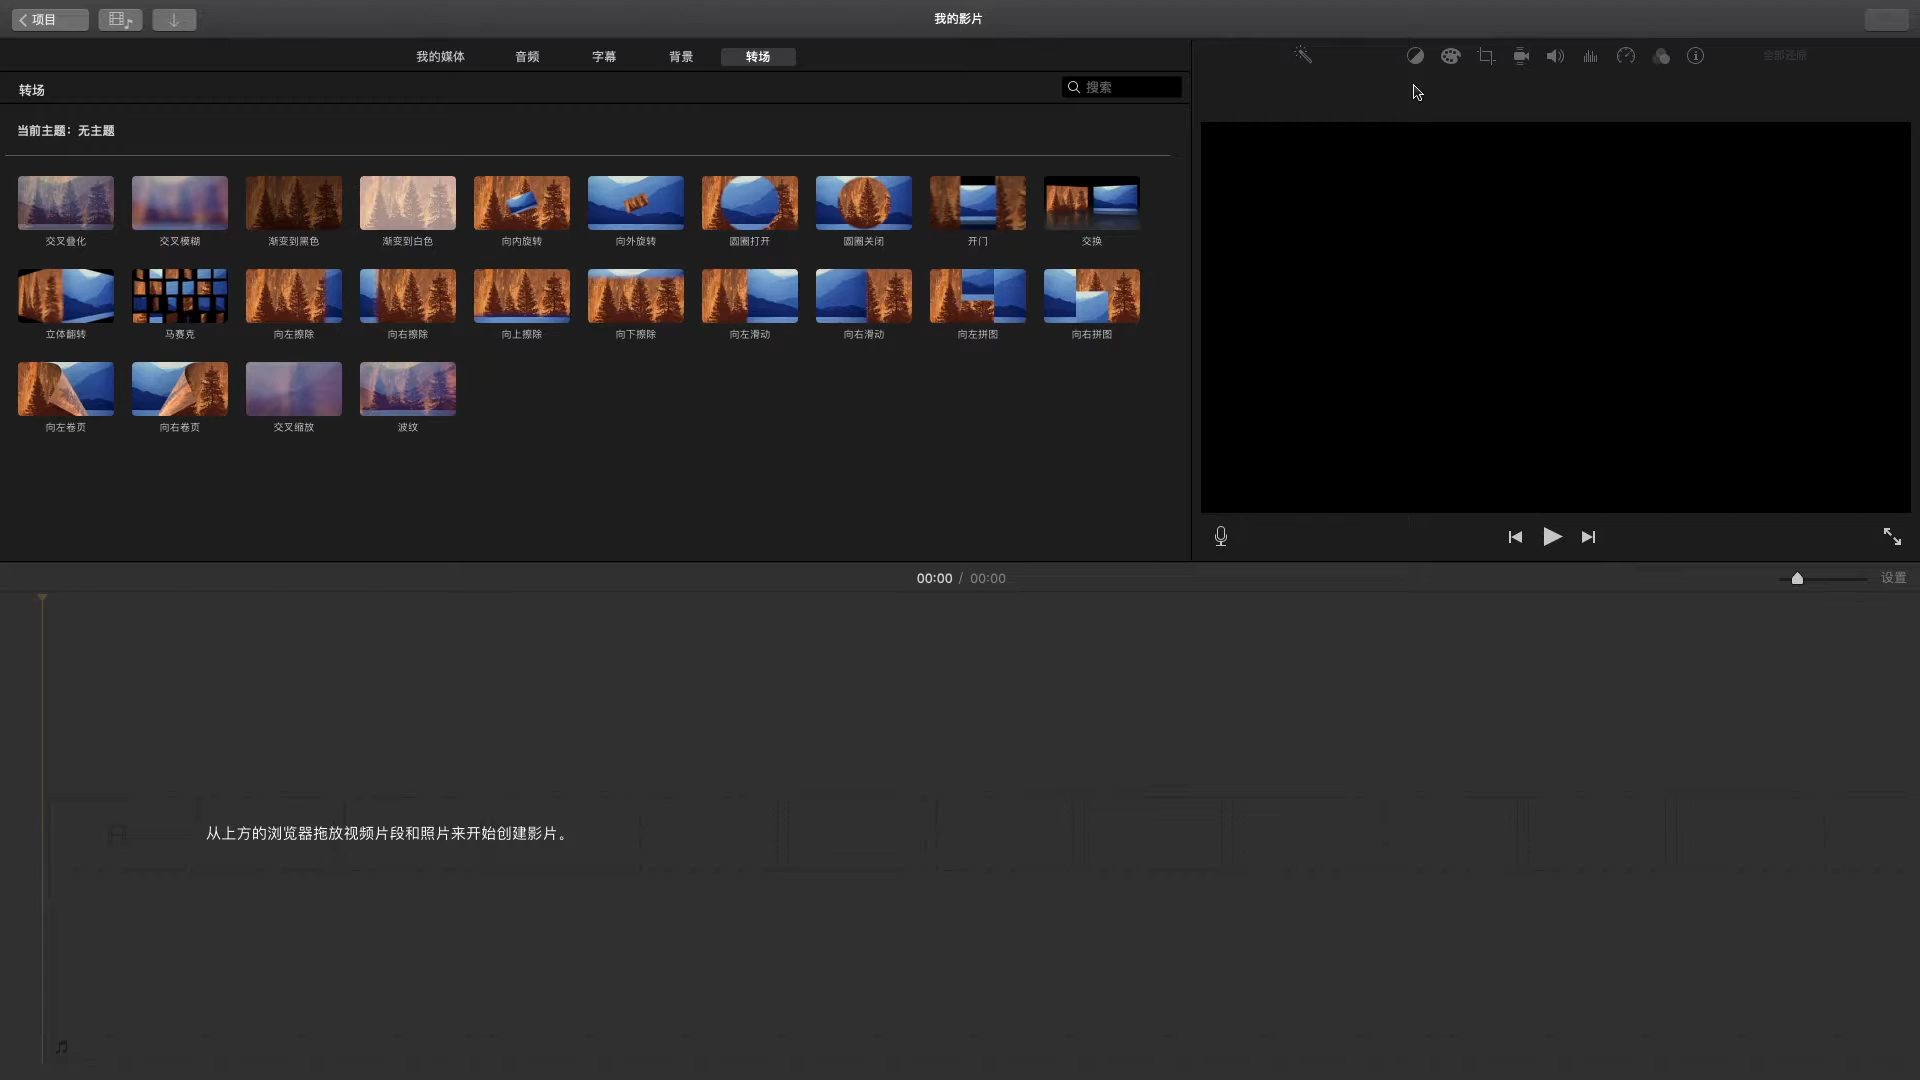 项目
我的影片
我的媒体 音频 字幕 背景 转场
全部还原
转场
搜索
当前主题：无主题
交叉叠化 交叉模糊 渐变到黑色 渐变到白色 向内旋转 向外旋转 圆圈打开 圆圈关闭 开门 交换
立体翻转 马赛克 向左擦除 向右擦除 向上擦除 向下擦除 向左滑动 向右滑动 向左拼图 向右拼图
向左卷页 向右卷页 交叉缩放 波纹
00:00 / 00:00
设置
从上方的浏览器拖放视频片段和照片来开始创建影片。